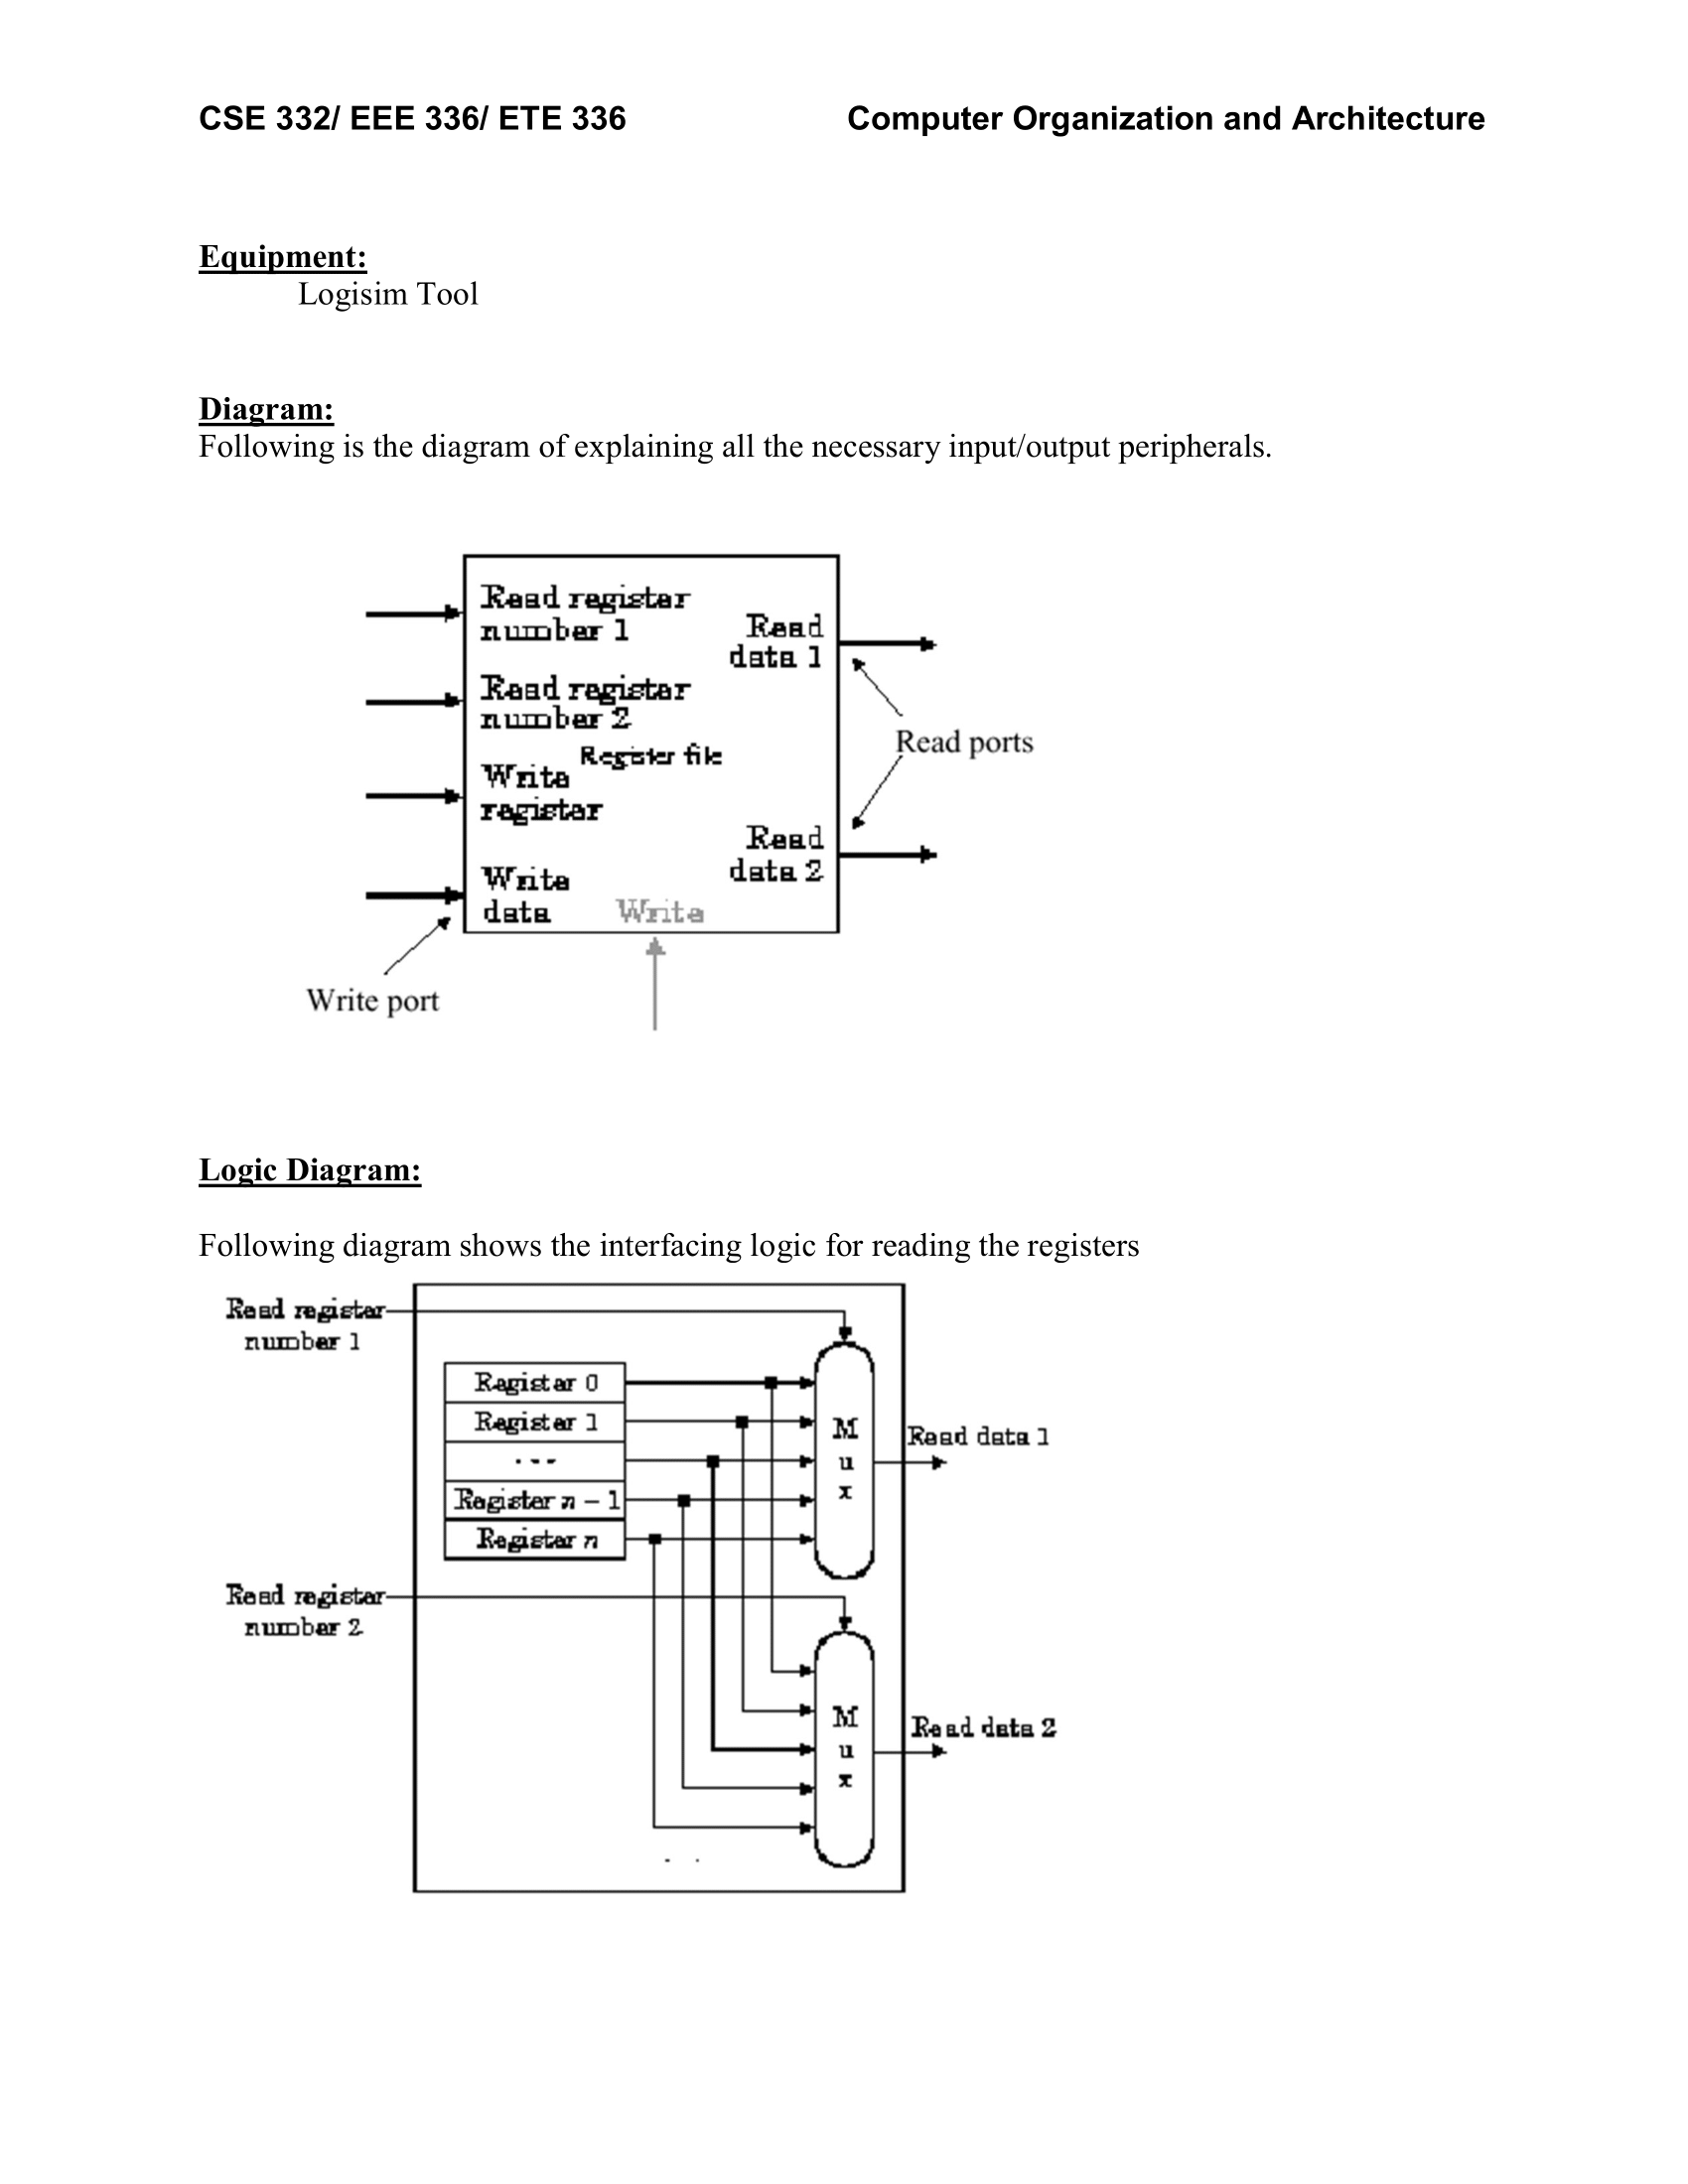 CSE 332/ EEE 336/ ETE 336 Computer Organization and Architecture
Equipment:
Logisim Tool
Diagram:
Following is the diagram of explaining all the necessary input/output peripherals.
Read register
number 1
Read
data 1
Read register
number 2
Read ports
Register file
Write
register
Read
data 2
Write
data
Write
Write port
Logic Diagram:
Following diagram shows the interfacing logic for reading the registers
Read register
number 1
Register 0
Register 1
...
Register n – 1
Register n
M
u
x
Read data 1
Read register
number 2
M
u
x
Read data 2
. .